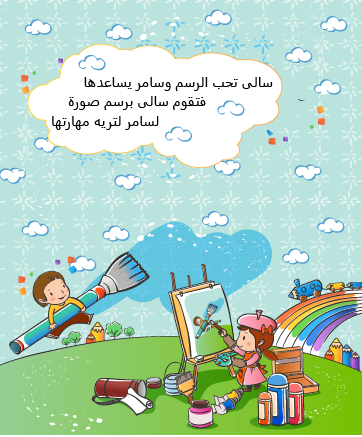 سالى تحب الرسم وسامر يساعدها
فتقوم سالى برسم صورة
لسامر لتريه مهارتها